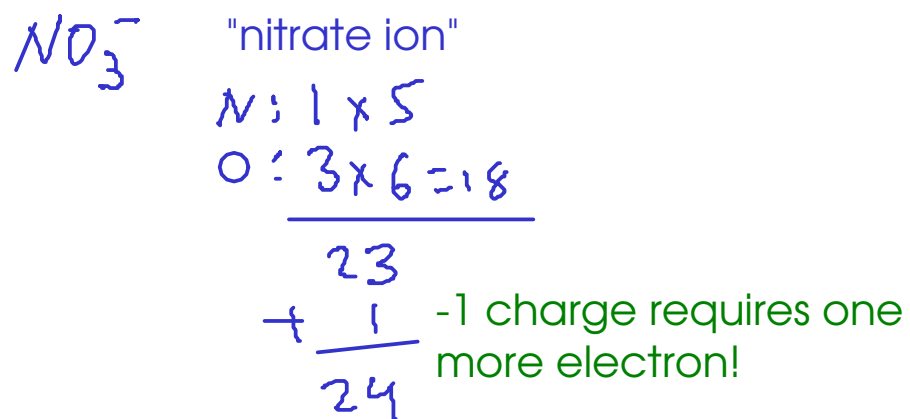 NO₃⁻ "nitrate ion"
N: 1 x 5
O: 3 x 6 = 18
23
+ 1 -1 charge requires one
more electron!
24